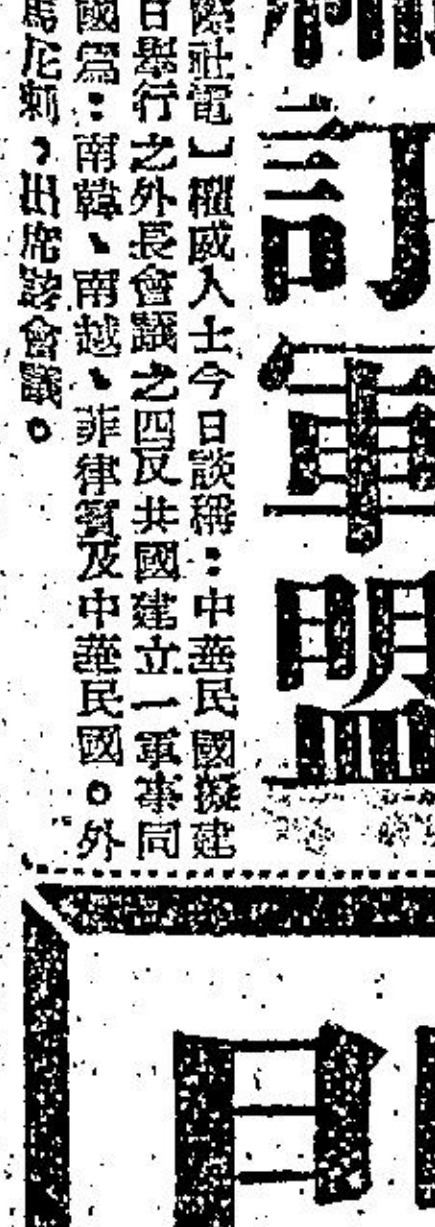 訂軍盟
際社電〕權威人士今日談稱：中華民國擬建
日舉行之外長會議之四反共國建立一軍事同
國爲：南韓、南越、菲律賓及中華民國。外
馬尼剌，出席該會議。